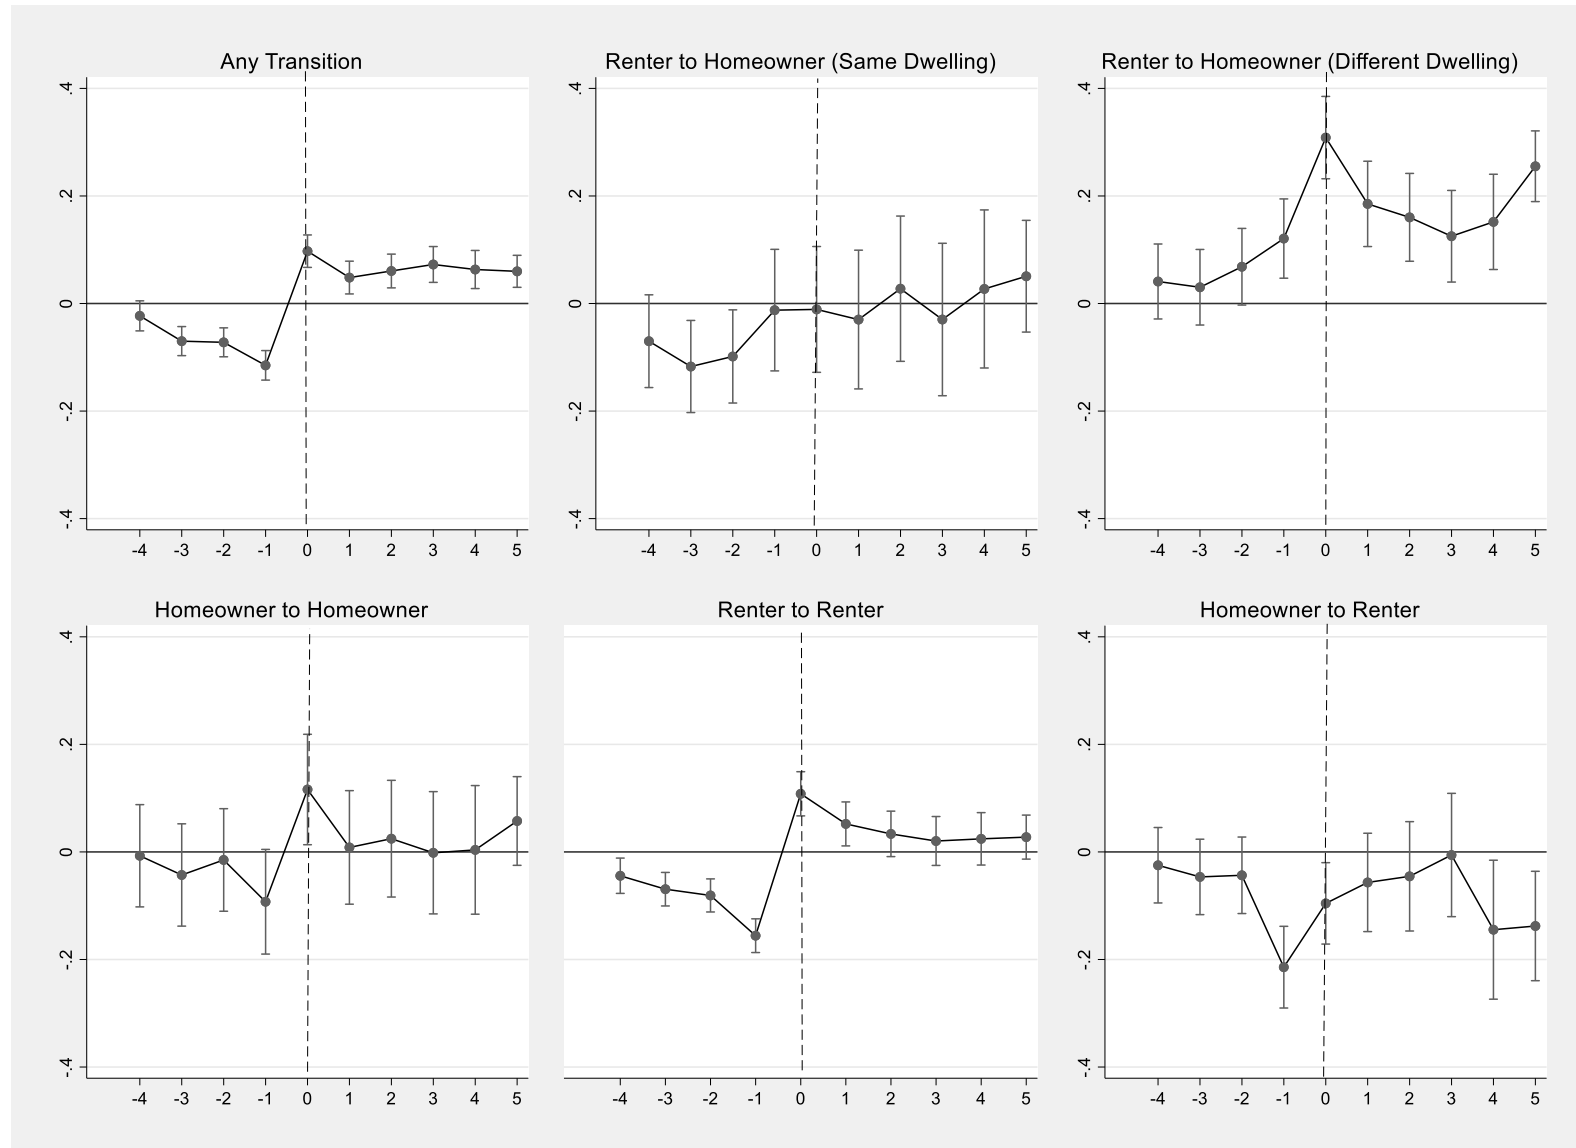 Any Transition
.4
.2
0
-.2
-.4
-4 -3 -2 -1 0 1 2 3 4 5
Renter to Homeowner (Same Dwelling)
.4
.2
0
-.2
-.4
-4 -3 -2 -1 0 1 2 3 4 5
Renter to Homeowner (Different Dwelling)
.4
.2
0
-.2
-.4
-4 -3 -2 -1 0 1 2 3 4 5
Homeowner to Homeowner
.4
.2
0
-.2
-.4
-4 -3 -2 -1 0 1 2 3 4 5
Renter to Renter
-4 -3 -2 -1 0 1 2 3 4 5
Homeowner to Renter
.4
.2
0
-.2
-.4
-4 -3 -2 -1 0 1 2 3 4 5